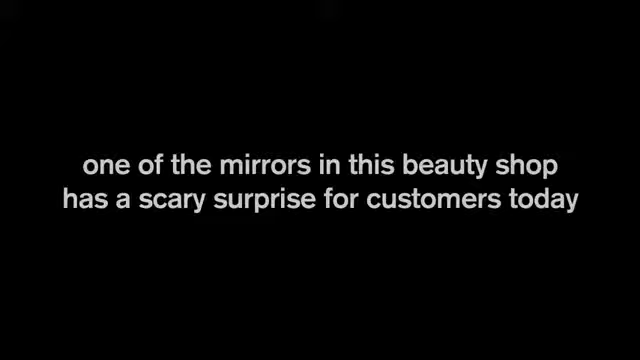 one of the mirrors in this beauty shop
has a scary surprise for customers today